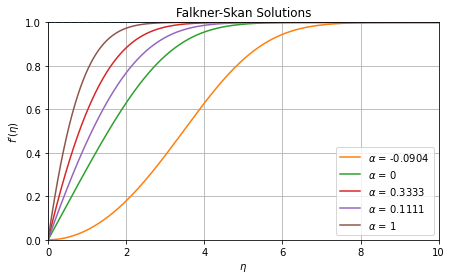 Falkner-Skan Solutions
f'(η)
1.0
0.8
0.6
0.4
0.2
0.0
α = -0.0904
α = 0
α = 0.3333
α = 0.1111
α = 1
0
2
4
6
8
10
η